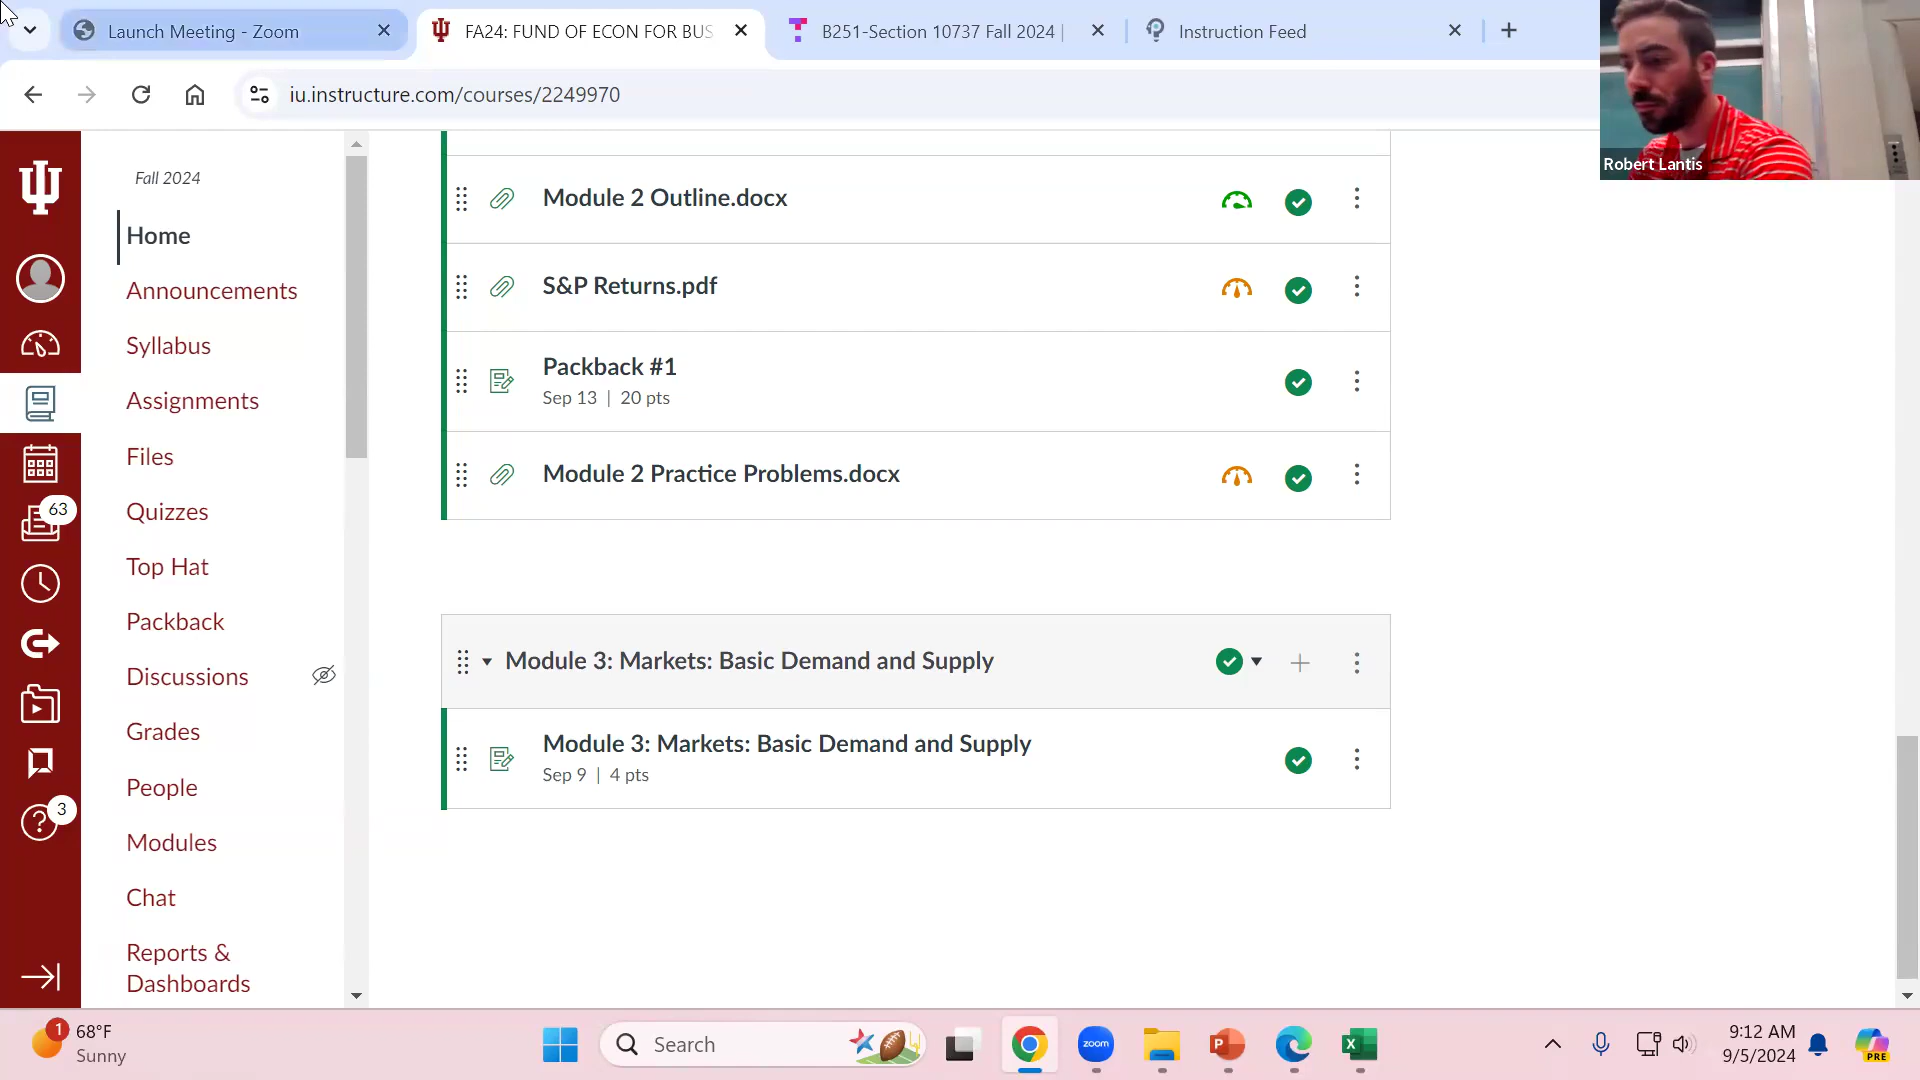 Launch Meeting - Zoom
FA24: FUND OF ECON FOR BUS
B251-Section 10737 Fall 2024 |
Instruction Feed
iu.instructure.com/courses/2249970
Robert Lantis
Fall 2024
Home
Announcements
Syllabus
Assignments
Files
Quizzes
Top Hat
Packback
Discussions
Grades
People
Modules
Chat
Reports &
Dashboards
63
3
Module 2 Outline.docx
S&P Returns.pdf
Packback #1
Sep 13 | 20 pts
Module 2 Practice Problems.docx
Module 3: Markets: Basic Demand and Supply
Module 3: Markets: Basic Demand and Supply
Sep 9 | 4 pts
1
68°F
Sunny
Search
zoom
9:12 AM
9/5/2024
PRE